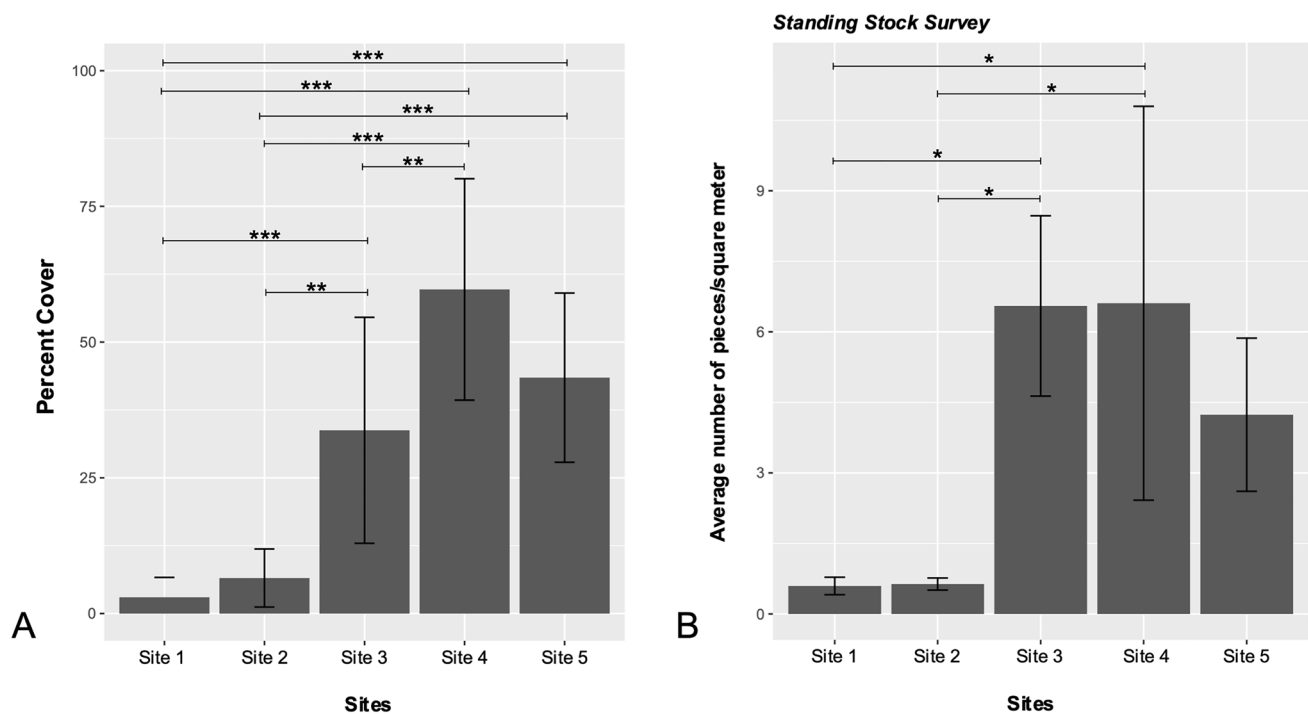 Percent Cover
100
75
50
25
0
***
***
***
***
**
***
**
Site 1 Site 2 Site 3 Site 4 Site 5
Sites
A
Standing Stock Survey
Average number of pieces/square meter
9
6
3
0
*
*
*
*
Site 1 Site 2 Site 3 Site 4 Site 5
Sites
B